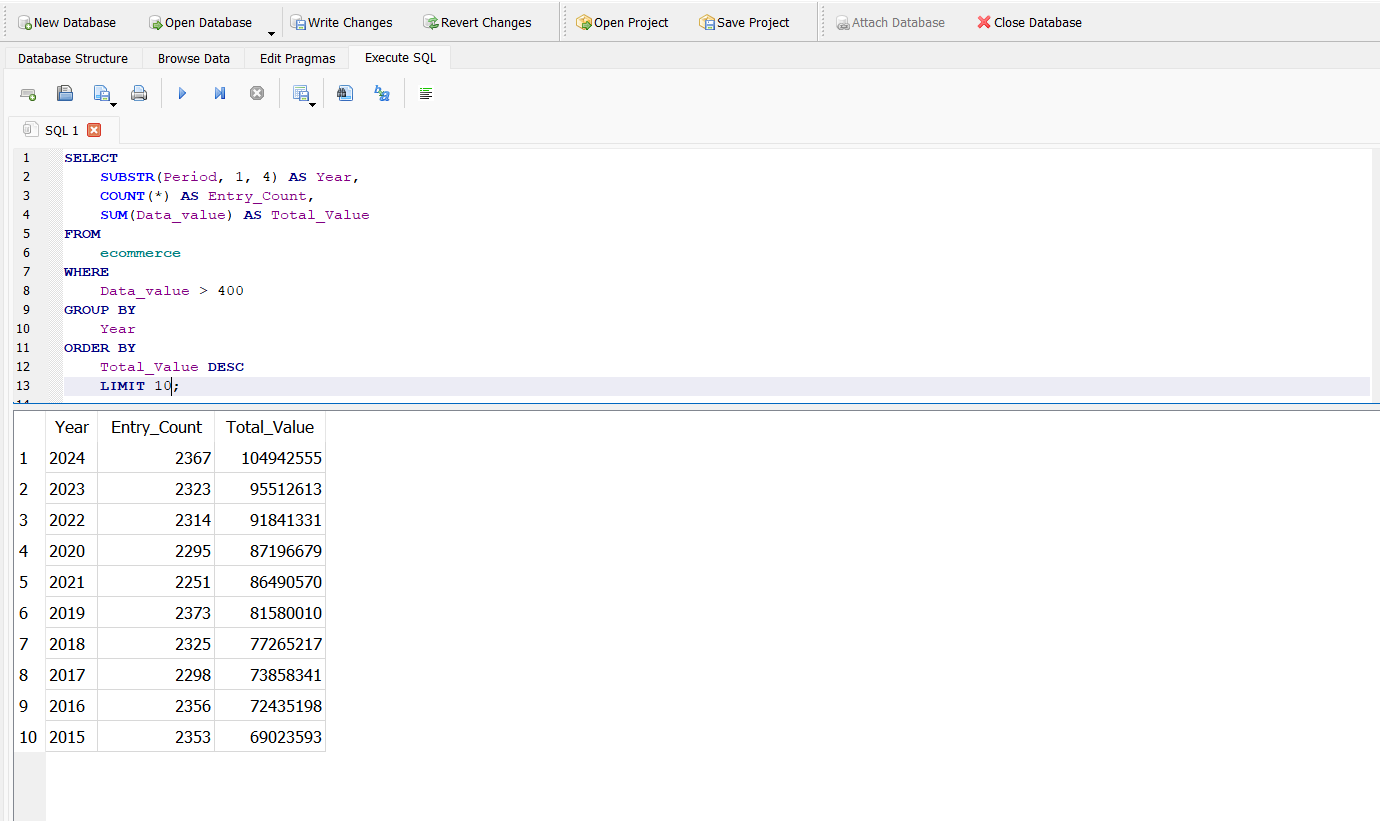 New Database Open Database Write Changes Revert Changes Open Project Save Project Attach Database Close Database
Database Structure Browse Data Edit Pragmas Execute SQL
SQL 1
1 SELECT
2 SUBSTR(Period, 1, 4) AS Year,
3 COUNT(*) AS Entry_Count,
4 SUM(Data_value) AS Total_Value
5 FROM
6 ecommerce
7 WHERE
8 Data_value > 400
9 GROUP BY
10 Year
11 ORDER BY
12 Total_Value DESC
13 LIMIT 10;
14
Year Entry_Count Total_Value
1 2024 2367 104942555
2 2023 2323 95512613
3 2022 2314 91841331
4 2020 2295 87196679
5 2021 2251 86490570
6 2019 2373 81580010
7 2018 2325 77265217
8 2017 2298 73858341
9 2016 2356 72435198
10 2015 2353 69023593